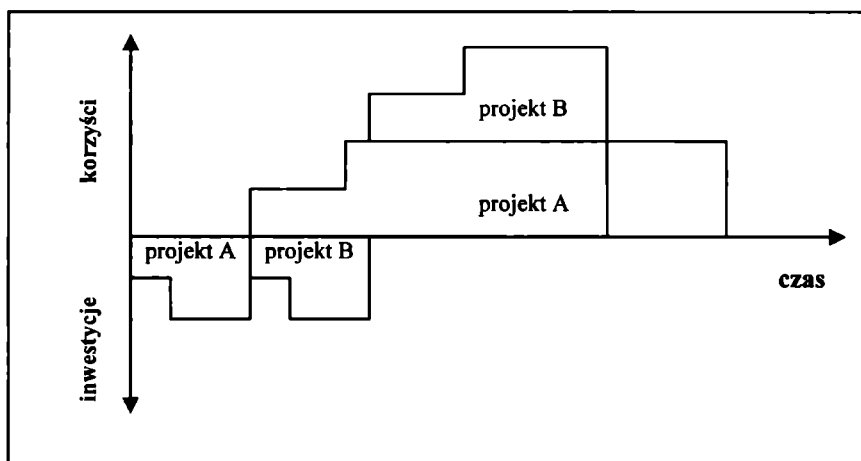 korzyści
projekt B
projekt A
projekt A
projekt B
czas
inwestycje